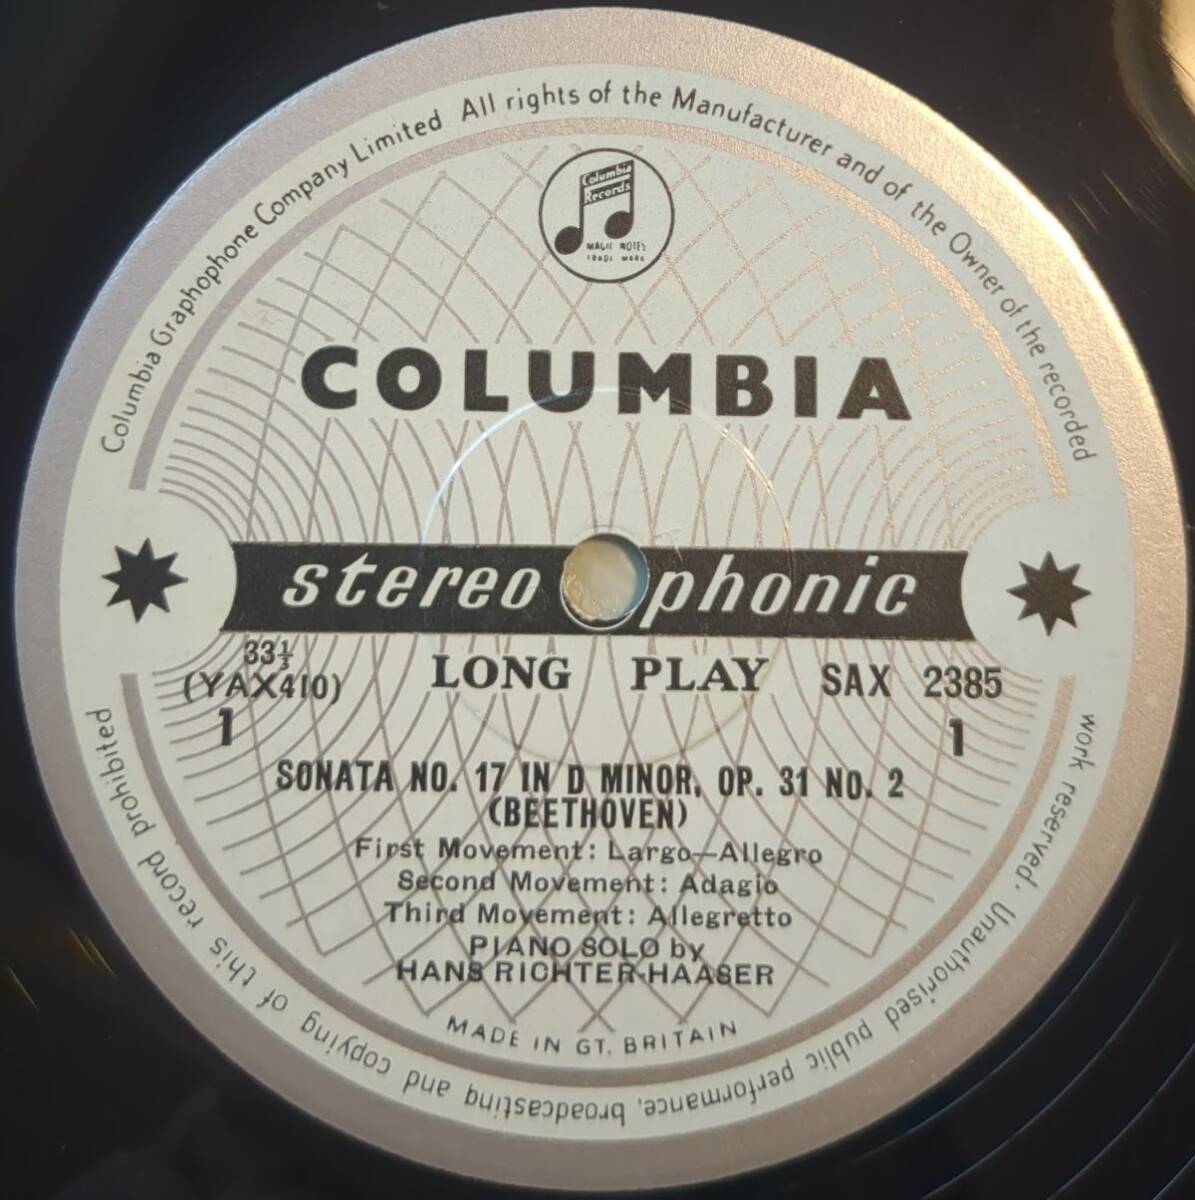 Columbia Graphophone Company Limited All rights of the Manufacturer and of the Owner of the recorded
work reserved. Unauthorised public performance, broadcasting and copying of this record prohibited
Columbia
Records
MAGIC NOTES
TRADE MARK
COLUMBIA
stereo phonic
33⅓
(YAX410)
1
LONG PLAY
SAX 2385
1
SONATA NO. 17 IN D MINOR, OP. 31 NO. 2
(BEETHOVEN)
First Movement: Largo—Allegro
Second Movement: Adagio
Third Movement: Allegretto
PIANO SOLO by
HANS RICHTER-HAASER
MADE IN GT. BRITAIN